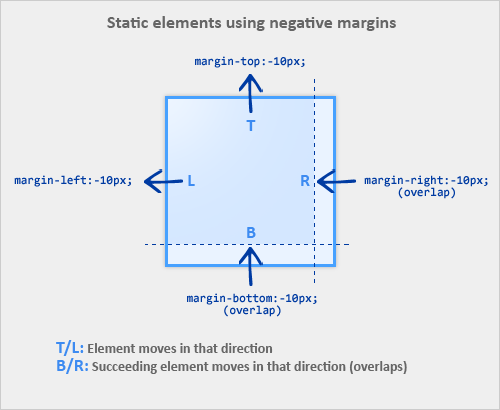 Static elements using negative margins
margin-top:-10px;
T
margin-left:-10px;
L
R
margin-right:-10px;
(overlap)
B
margin-bottom:-10px;
(overlap)
T/L: Element moves in that direction
B/R: Succeeding element moves in that direction (overlaps)